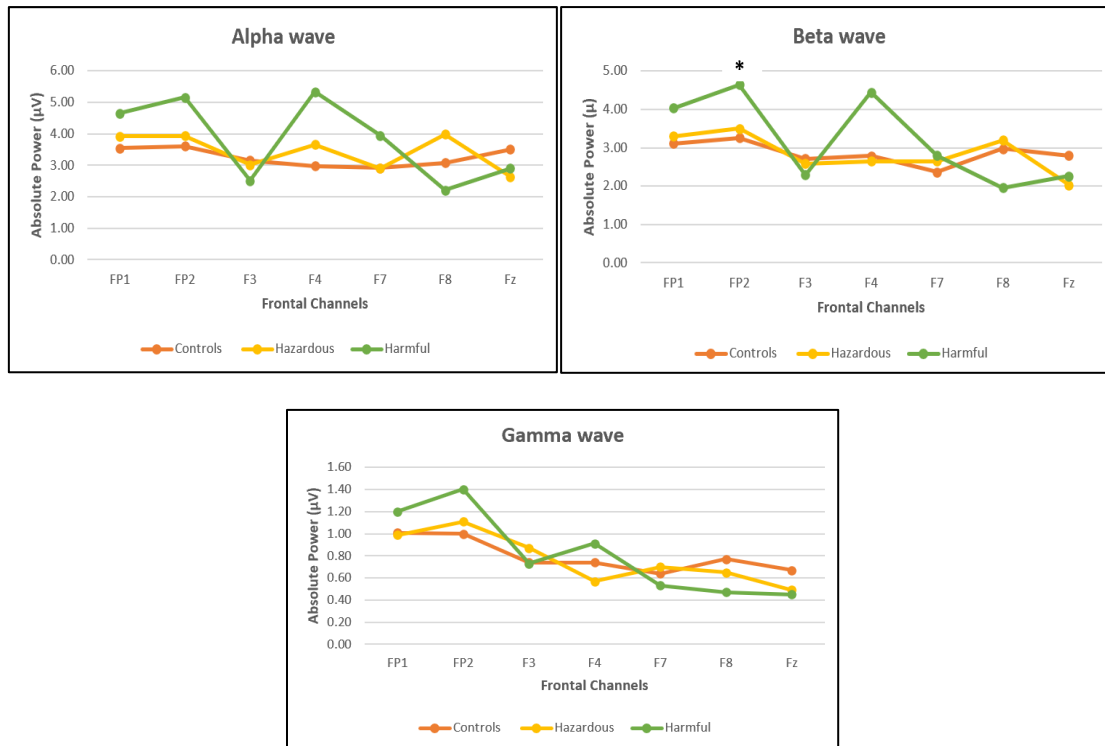 Alpha wave
Absolute Power (µV)
6.00
5.00
4.00
3.00
2.00
1.00
0.00
FP1 FP2 F3 F4 F7 F8 Fz
Frontal Channels
Controls Hazardous Harmful
Beta wave
*
Absolute Power (µ)
5.00
4.00
3.00
2.00
1.00
0.00
FP1 FP2 F3 F4 F7 F8 Fz
Frontal Channels
Controls Hazardous Harmful
Gamma wave
Absolute Power (µV)
1.60
1.40
1.20
1.00
0.80
0.60
0.40
0.20
0.00
FP1 FP2 F3 F4 F7 F8 Fz
Frontal Channels
Controls Hazardous Harmful